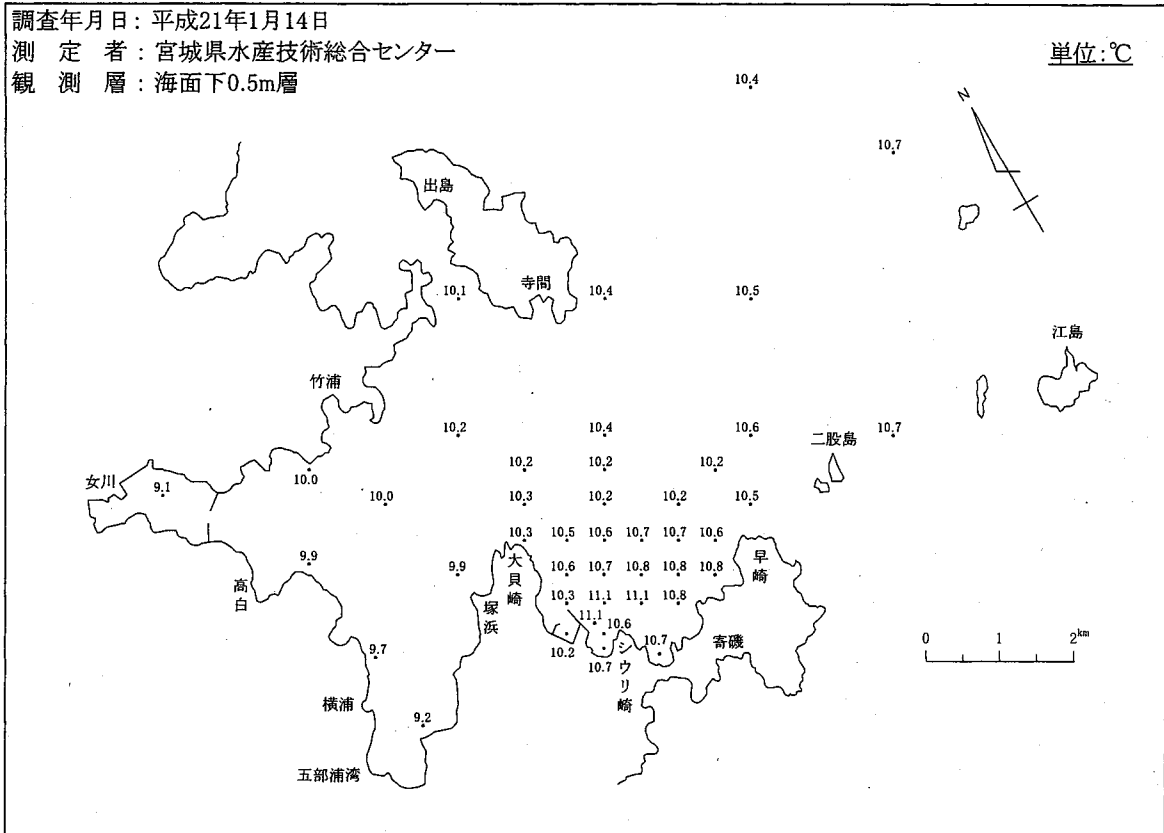 調査年月日：平成21年1月14日
測定者：宮城県水産技術総合センター
観測層：海面下0.5m層
単位：℃
10.4
N
10.7
出島
寺間
10.1
10.4
10.5
江島
竹浦
10.2
10.4
10.6
二股島
10.7
女川
9.1
10.0
10.2
10.2
10.2
10.0
10.3
10.2
10.2
10.5
10.3
10.5
10.6
10.7
10.7
10.6
9.9
9.9
大貝崎
10.6
10.7
10.8
10.8
10.8
早崎
高白
塚浜
10.3
11.1
11.1
10.8
11.1
10.6
9.7
10.2
10.7
シウリ崎
10.7
寄磯
0 1 2km
横浦
9.2
五部浦湾